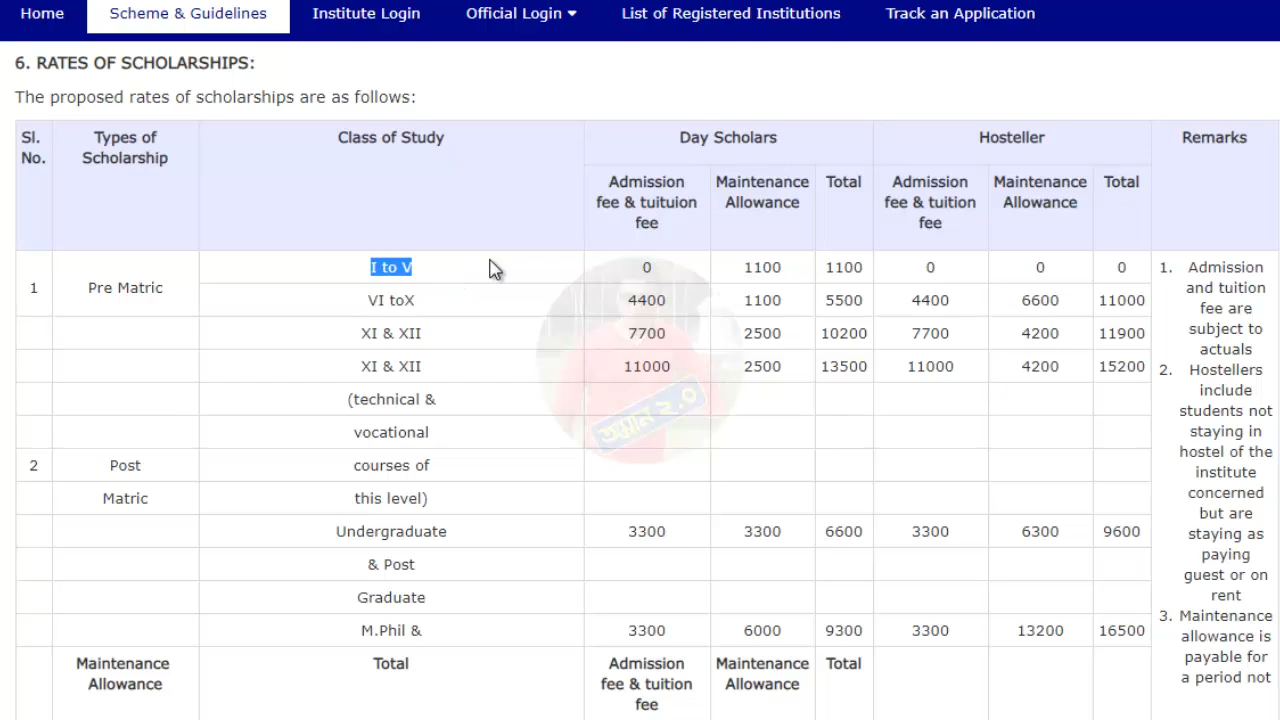 Home Scheme & Guidelines Institute Login Official Login List of Registered Institutions Track an Application
6. RATES OF SCHOLARSHIPS:
The proposed rates of scholarships are as follows:
Sl. No. Types of Scholarship Class of Study Day Scholars Hosteller Remarks
Admission fee & tuituion fee Maintenance Allowance Total Admission fee & tuition fee Maintenance Allowance Total
1 Pre Matric I to V 0 1100 1100 0 0 0
VI toX 4400 1100 5500 4400 6600 11000
XI & XII 7700 2500 10200 7700 4200 11900
XI & XII 11000 2500 13500 11000 4200 15200
(technical &
vocational
2 Post courses of
Matric this level)
Undergraduate 3300 3300 6600 3300 6300 9600
& Post
Graduate
M.Phil & 3300 6000 9300 3300 13200 16500
Maintenance Allowance Total Admission fee & tuition fee Maintenance Allowance Total
1. Admission
and tuition
fee are
subject to
actuals
2. Hostellers
include
students not
staying in
hostel of the
institute
concerned
but are
staying as
paying
guest or on
rent
3. Maintenance
allowance is
payable for
a period not
অম্লান ২.০